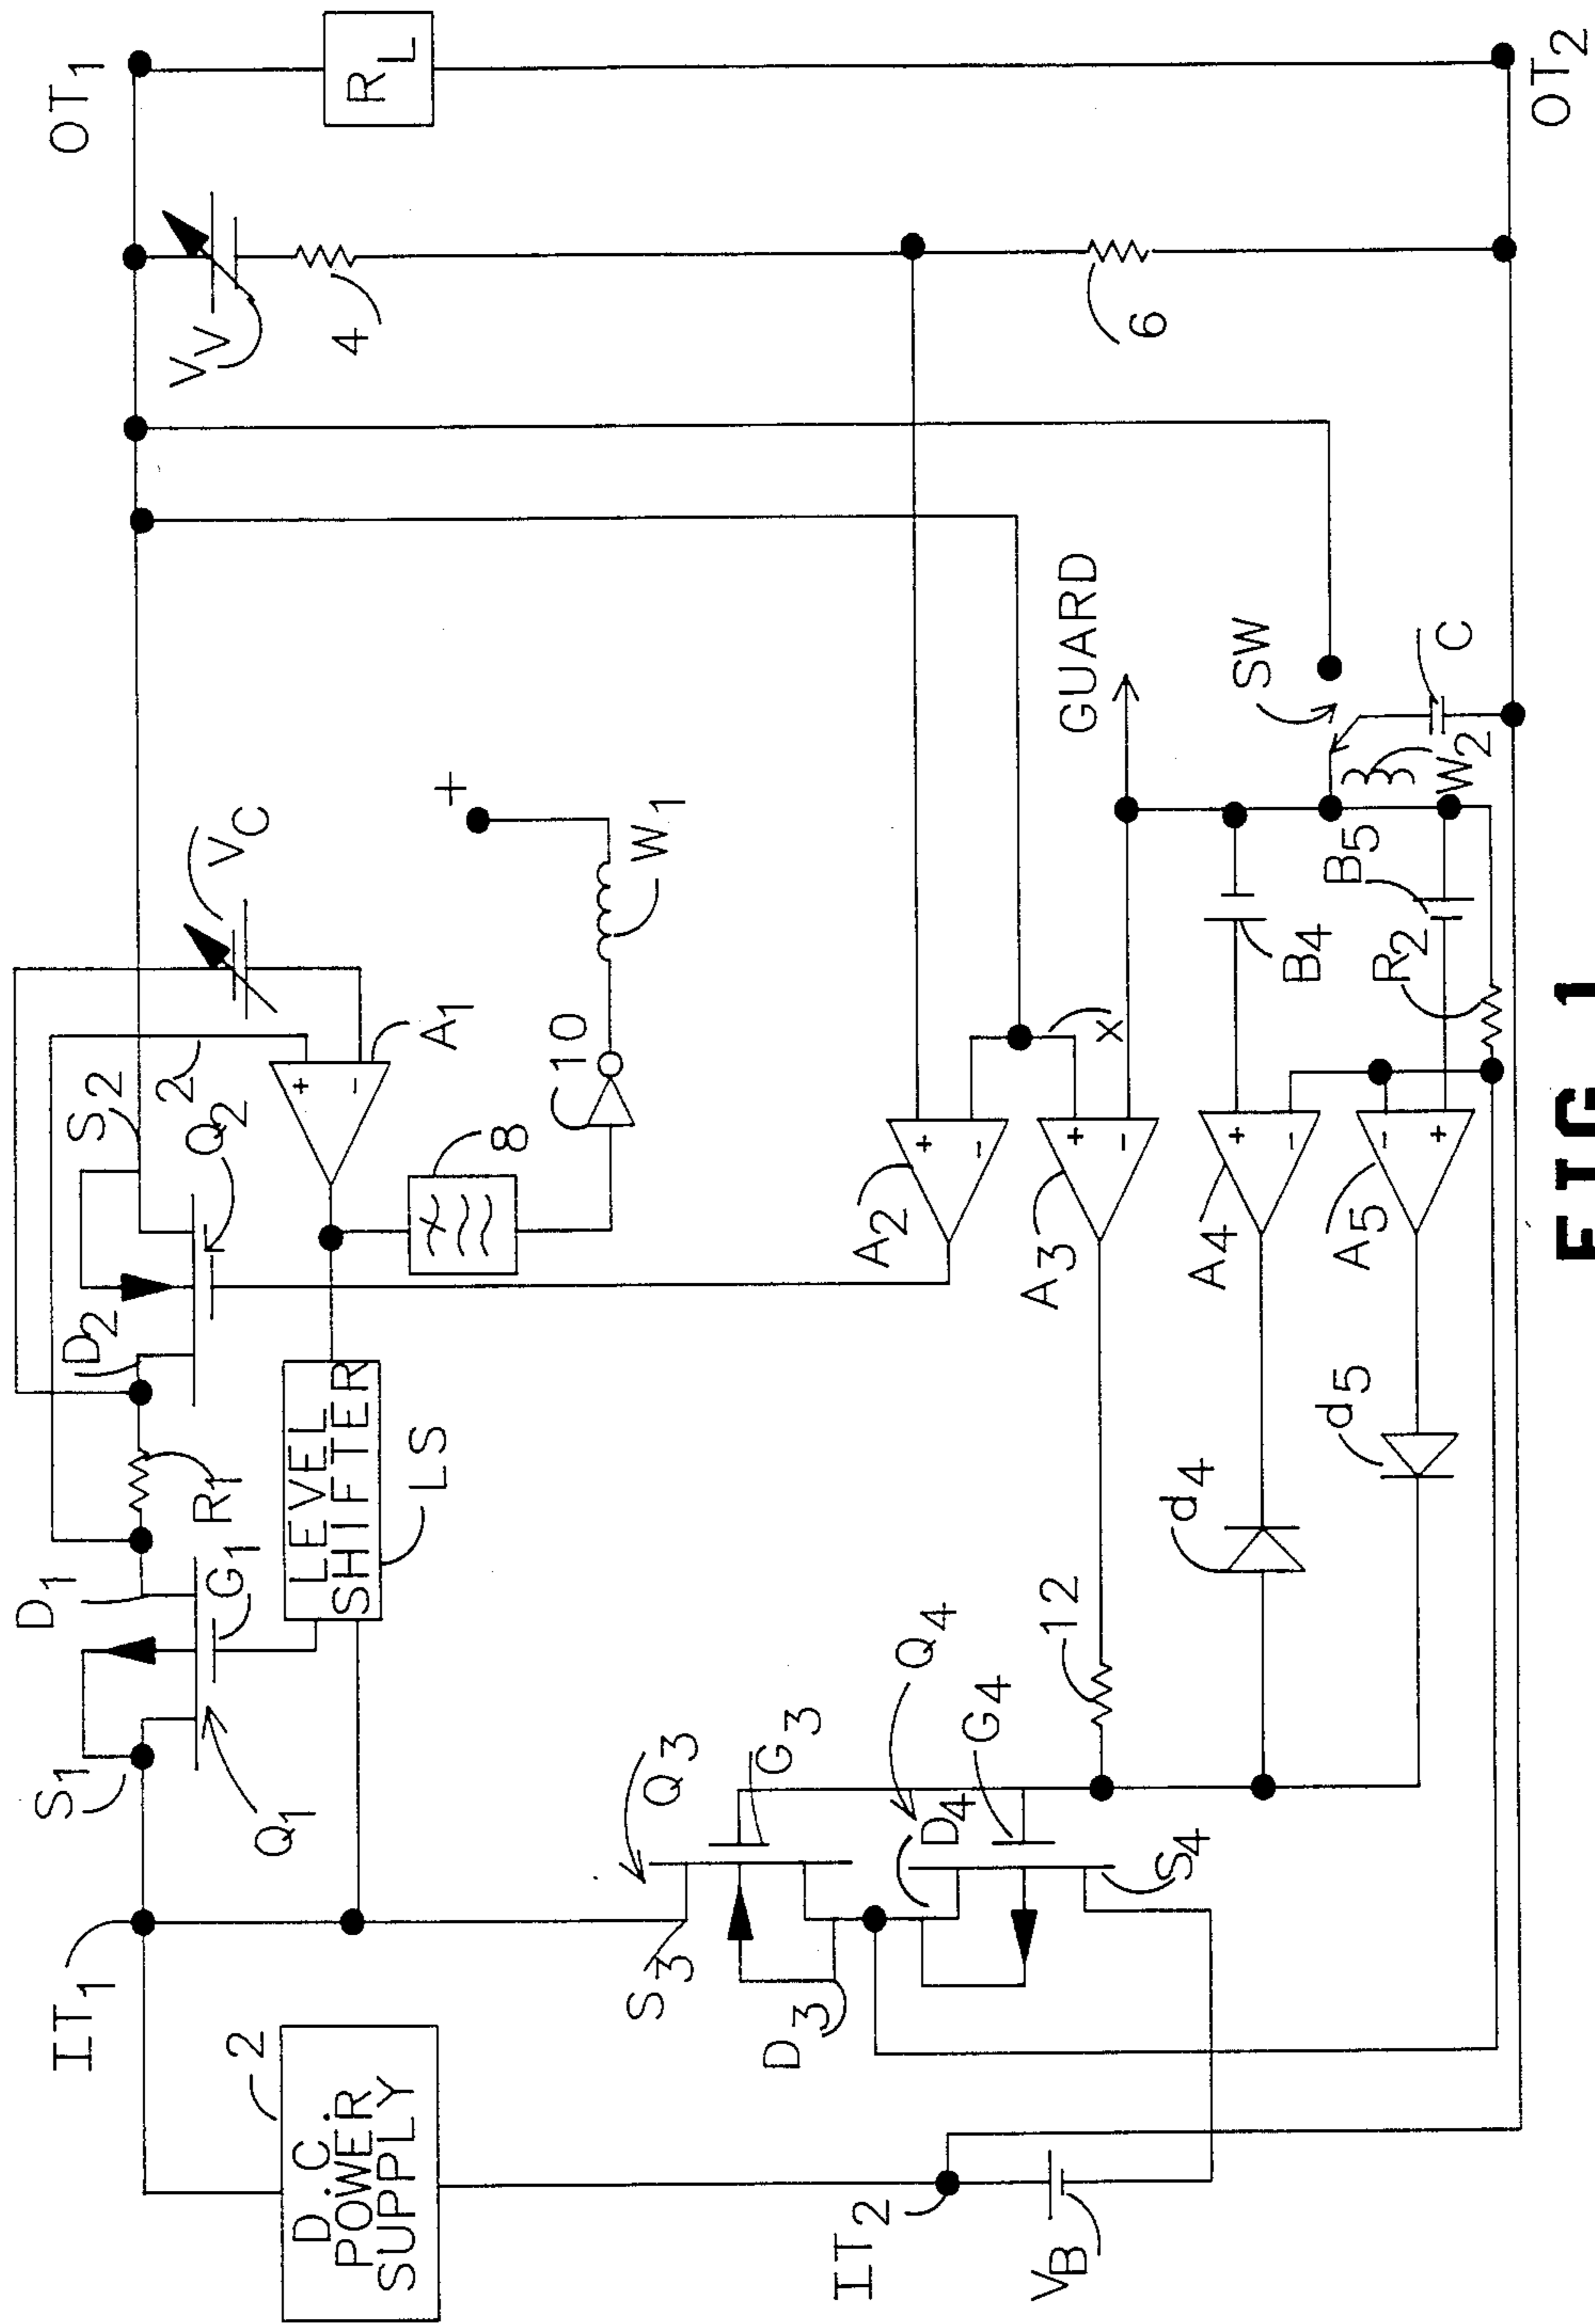 IT1
S1
D1
D2
S2
2
VC
OT1
Q1
G1
R1
Q2
A1
VV
4
RL
LEVEL
SHIFTER
LS
8
10
W1
+
+
-
2
D.C.
POWER
SUPPLY
S3
Q3
G3
D3
Q4
D4
G4
S4
12
A2
+
-
A3
+
-
x
GUARD
6
IT2
VB
d4
A4
+
-
B4
SW
d5
A5
-
+
R2
B5
W2
C
OT2
FIG 1